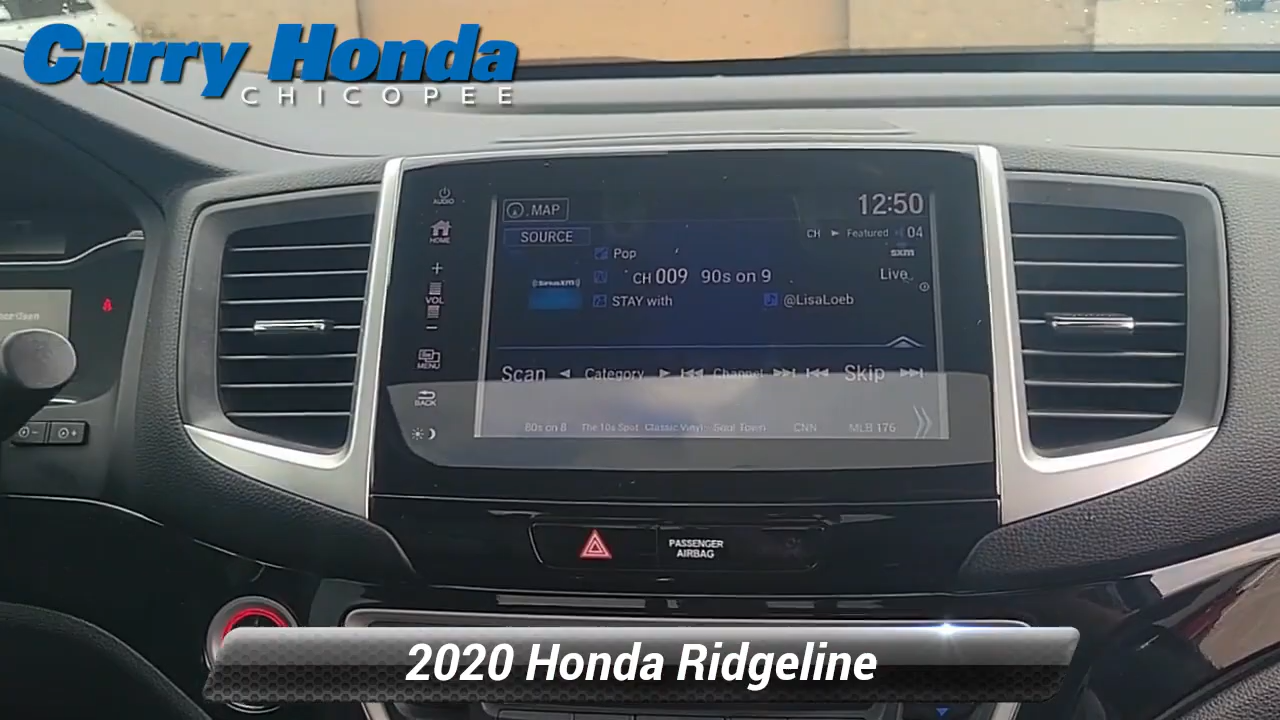 Curry Honda
CHICOPEE
AUDIO
HOME
+
VOL
−
MENU
BACK
MAP
12:50
SOURCE
CH ► Featured 04
Pop
sxm
CH 009 90s on 9
Live
SiriusXM
STAY with
@LisaLoeb
Scan ◄ Category ► |◄◄ Channel ►►| |◄◄ Skip ►►|
80s on 8 The 10s Spot Classic Vinyl Soul Town CNN MLB 176
PASSENGER
AIRBAG
2020 Honda Ridgeline